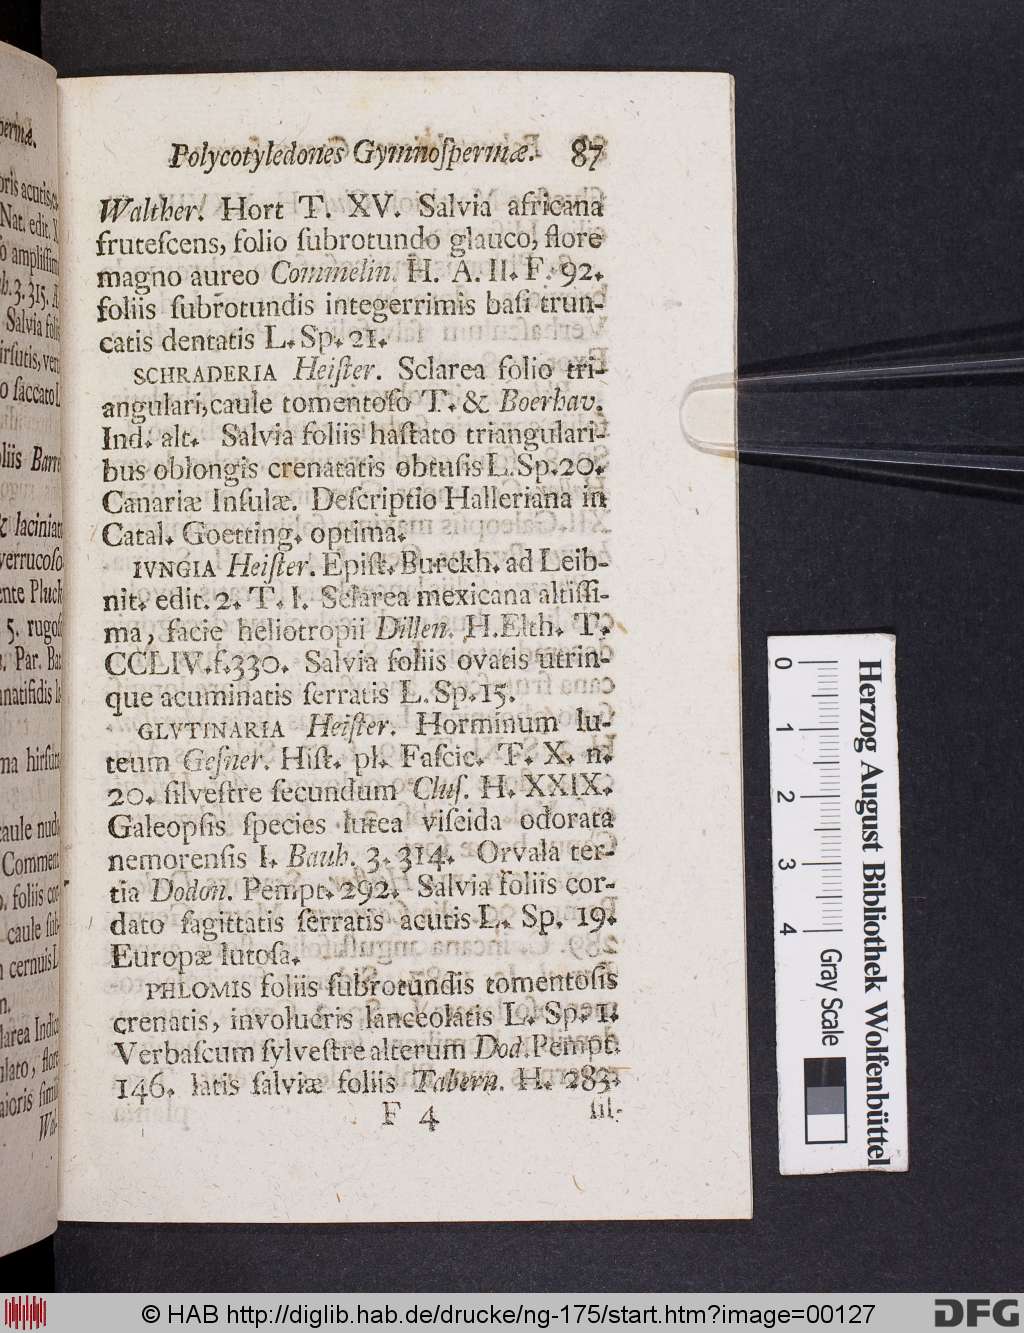 Polycotyledones Gymnoſpermæ. 87
Walther. Hort T. XV. Salvia africana
fruteſcens, folio ſubrotundo glauco, flore
magno aureo Commelin. H. A. II. F. 92.
foliis ſubrotundis integerrimis baſi trun-
catis dentatis L. Sp. 21.
SCHRADERIA Heiſter. Sclarea folio tri-
angulari, caule tomentoſo T. & Boerhav.
Ind. alt. Salvia foliis haſtato triangulari-
bus oblongis crenatatis obtuſis L. Sp. 20.
Canariæ Inſulæ. Deſcriptio Halleriana in
Catal. Goetting. optima.
IVNGIA Heiſter. Epiſt. Burckh. ad Leib-
nit. edit. 2. T. I. Sclarea mexicana altiſſi-
ma, facie heliotropii Dillen. H. Elth. T.
CCLIV. f. 330. Salvia foliis ovatis utrin-
que acuminatis ſerratis L. Sp. 15.
GLVTINARIA Heiſter. Horminum lu-
teum Geſner. Hiſt. pl. Faſcic. T. X. n.
20. ſilveſtre ſecundum Cluſ. H. XXIX.
Galeopſis ſpecies lutea viſeida odorata
nemorenſis I. Bauh. 3. 314. Orvala ter-
tia Dodon. Pempt. 292. Salvia foliis cor-
dato ſagittatis ſerratis acutis L. Sp. 19.
Europæ lutoſa.
PHLOMIS foliis ſubrotundis tomentoſis
crenatis, involucris lanceolatis L. Sp. 1.
Verbaſcum ſylveſtre alterum Dod. Pempt.
146. latis ſalviæ foliis Tabern. H. 283.
F 4 ſil-
0 1 2 3 4 Gray Scale
Herzog August Bibliothek Wolfenbüttel
© HAB http://diglib.hab.de/drucke/ng-175/start.htm?image=00127
DFG